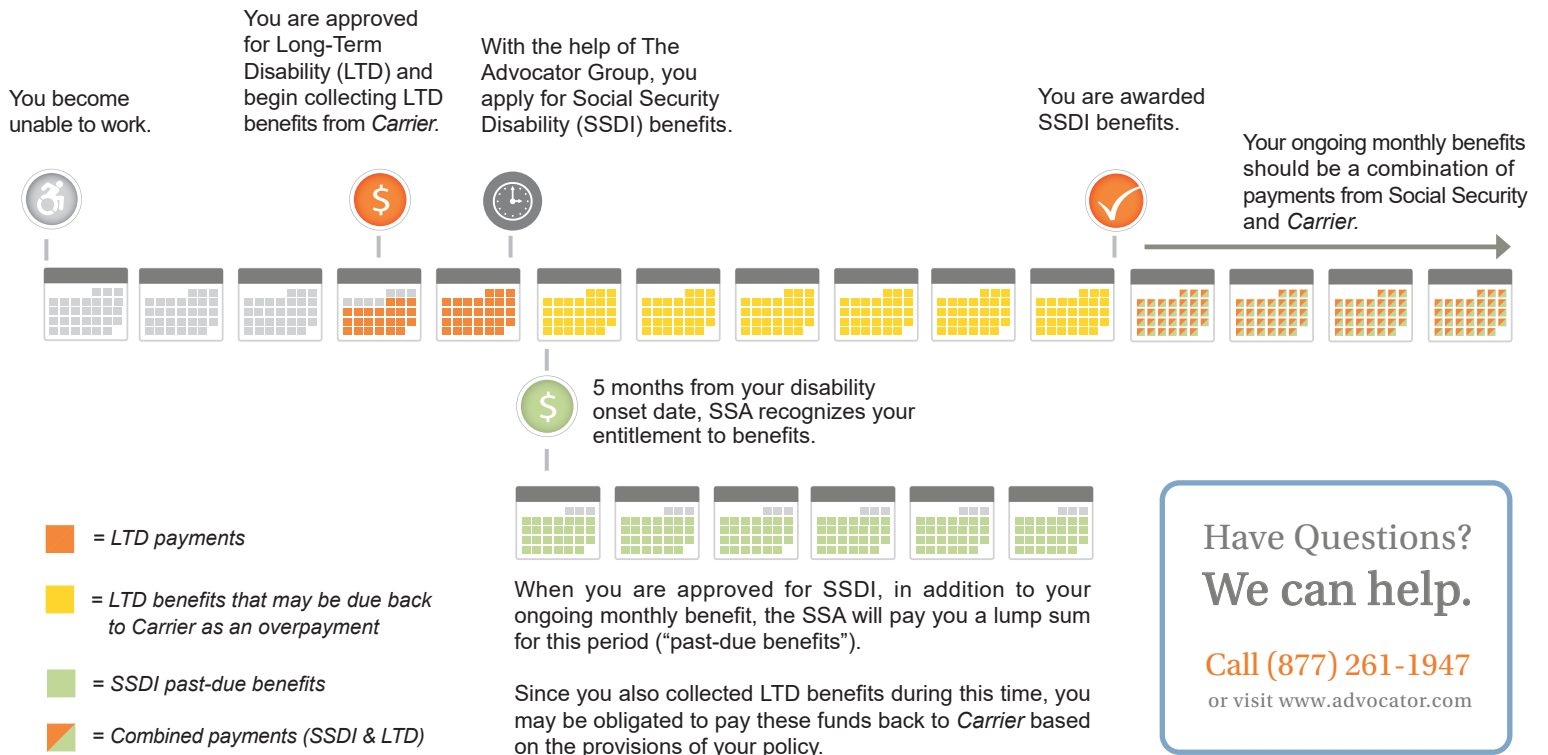 You become
unable to work.
You are approved
for Long-Term
Disability (LTD) and
begin collecting LTD
benefits from Carrier.
With the help of The
Advocator Group, you
apply for Social Security
Disability (SSDI) benefits.
You are awarded
SSDI benefits.
Your ongoing monthly benefits
should be a combination of
payments from Social Security
and Carrier.
$
$
5 months from your disability
onset date, SSA recognizes your
entitlement to benefits.
= LTD payments
= LTD benefits that may be due back
to Carrier as an overpayment
= SSDI past-due benefits
= Combined payments (SSDI & LTD)
When you are approved for SSDI, in addition to your
ongoing monthly benefit, the SSA will pay you a lump sum
for this period (“past-due benefits”).
Since you also collected LTD benefits during this time, you
may be obligated to pay these funds back to Carrier based
on the provisions of your policy.
Have Questions?
We can help.
Call (877) 261-1947
or visit www.advocator.com